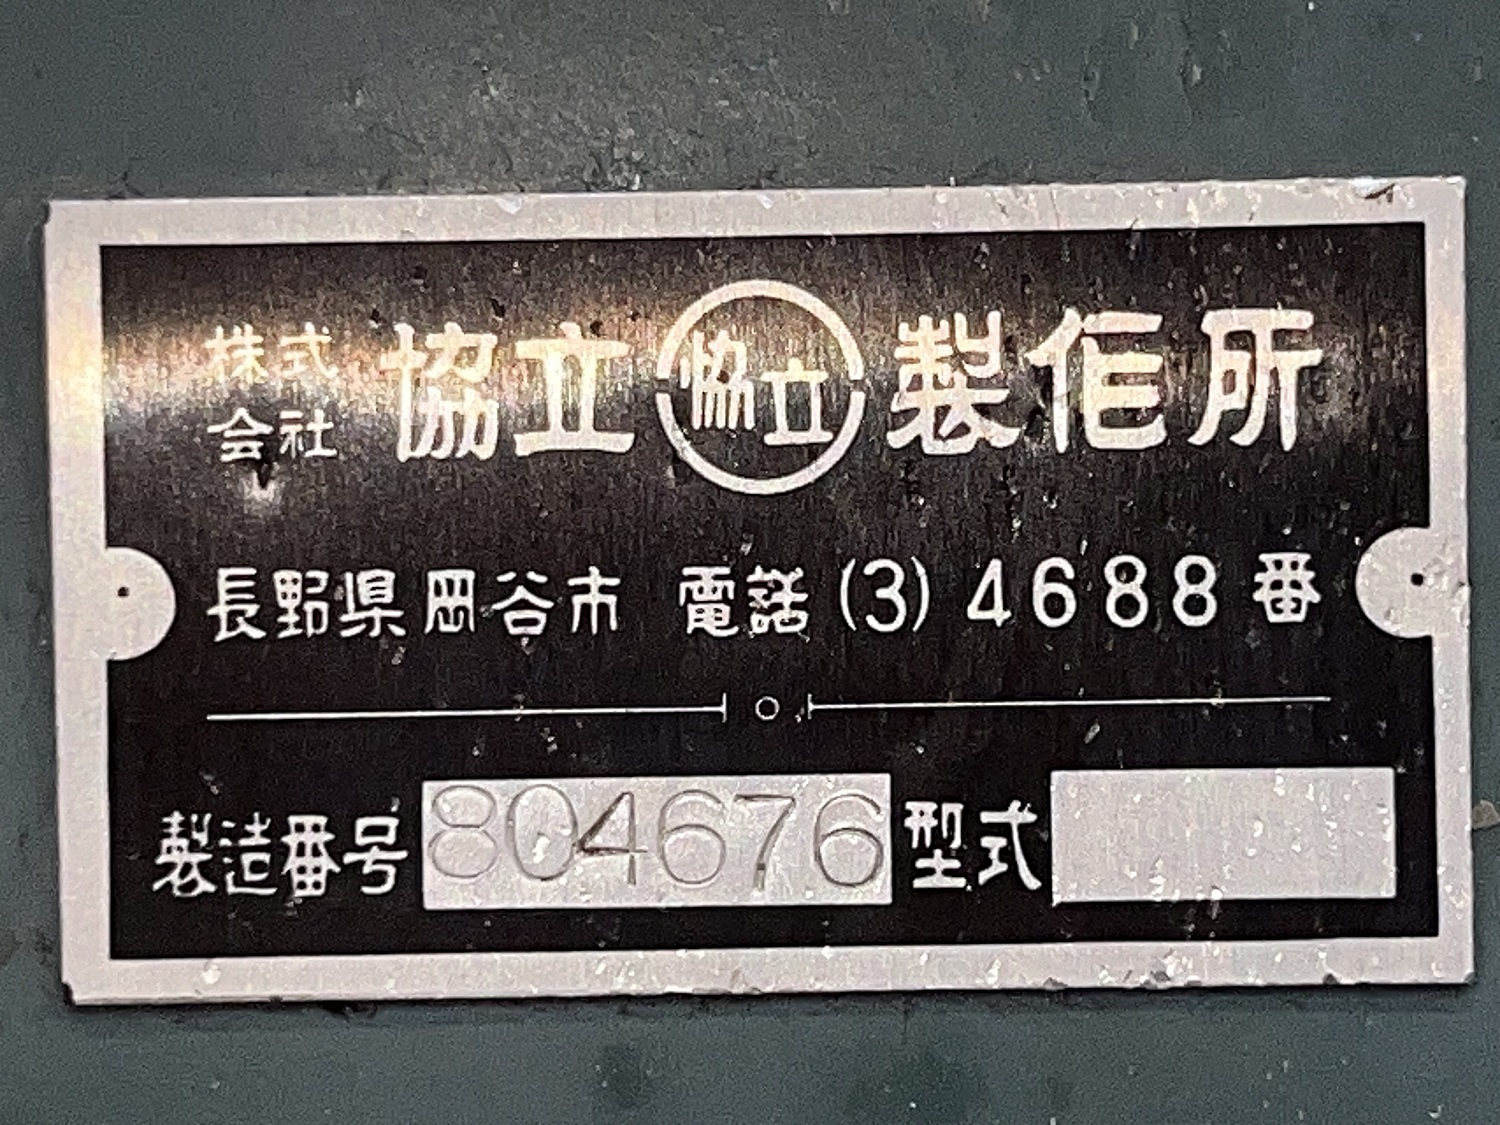 株式会社 協立 協立 製作所
長野県岡谷市 電話 (3) 4688 番
製造番号 804676 型式